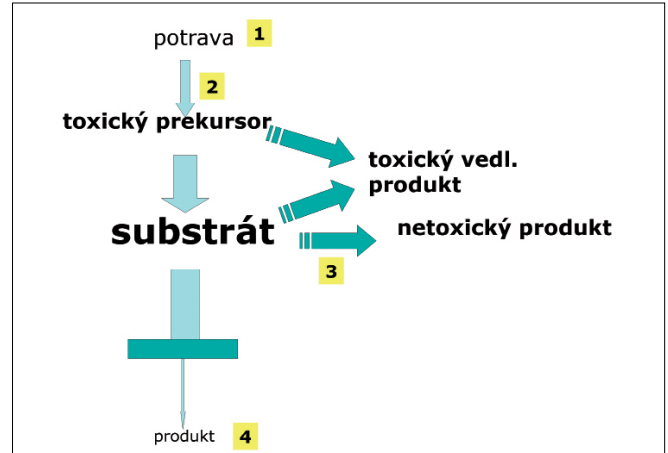 potrava 1
2
toxický prekursor
toxický vedl.
produkt
substrát
netoxický produkt
3
produkt 4